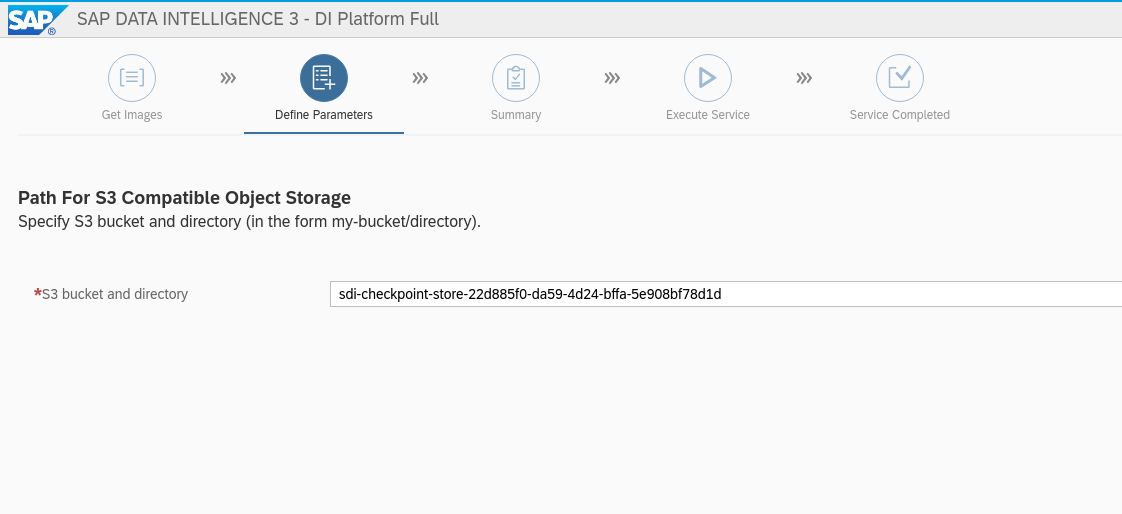 SAP ® SAP DATA INTELLIGENCE 3 - DI Platform Full
Get Images Define Parameters Summary Execute Service Service Completed
Path For S3 Compatible Object Storage
Specify S3 bucket and directory (in the form my-bucket/directory).
*S3 bucket and directory sdi-checkpoint-store-22d885f0-da59-4d24-bffa-5e908bf78d1d